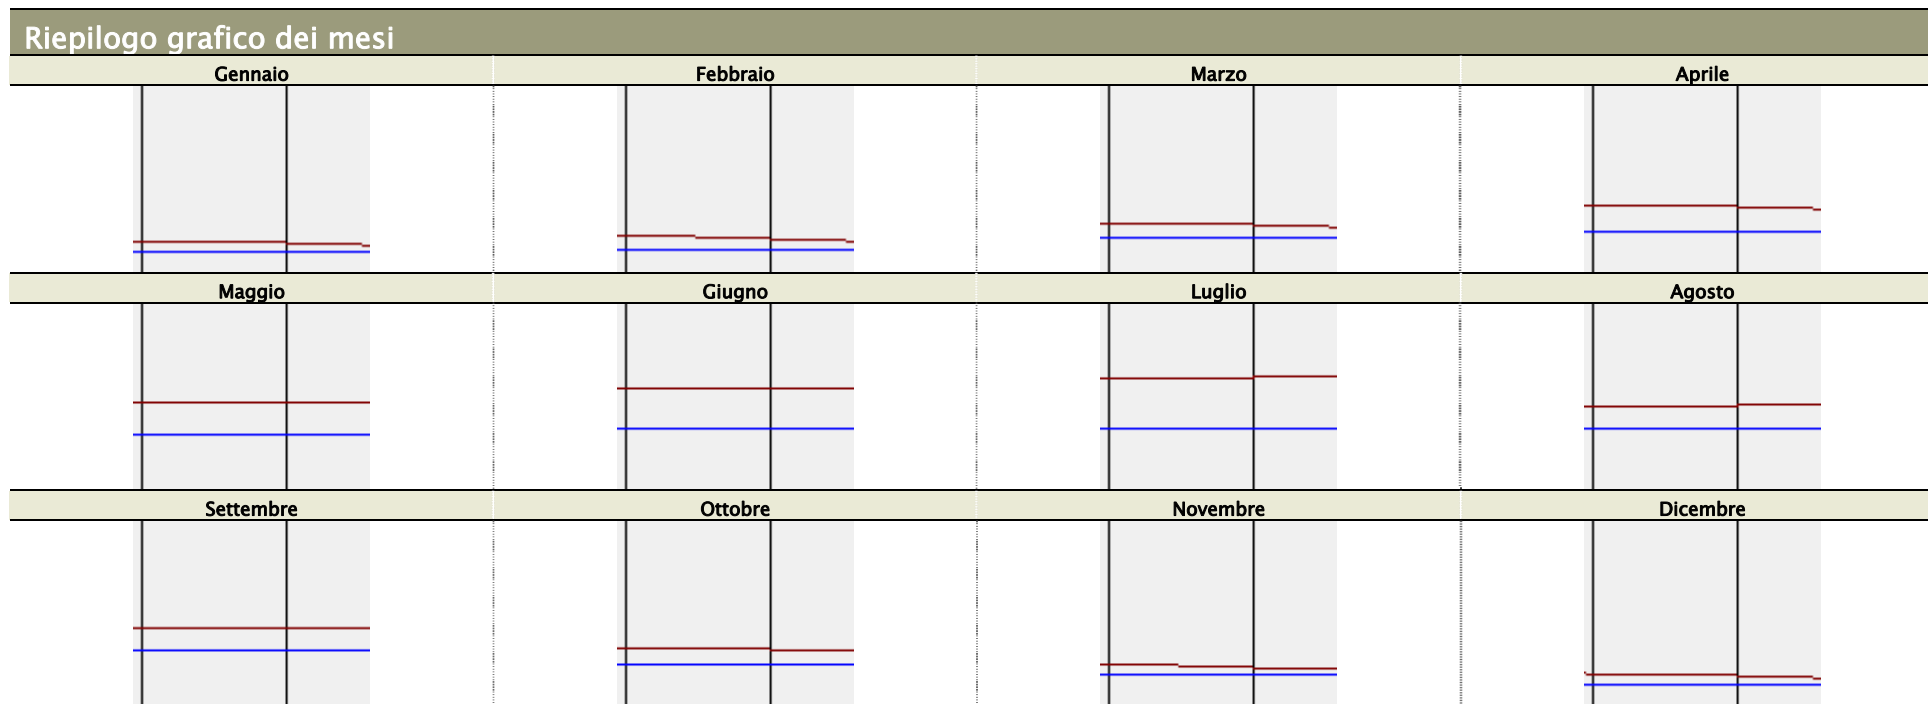 Riepilogo grafico dei mesi
Gennaio
Febbraio
Marzo
Aprile
Maggio
Giugno
Luglio
Agosto
Settembre
Ottobre
Novembre
Dicembre